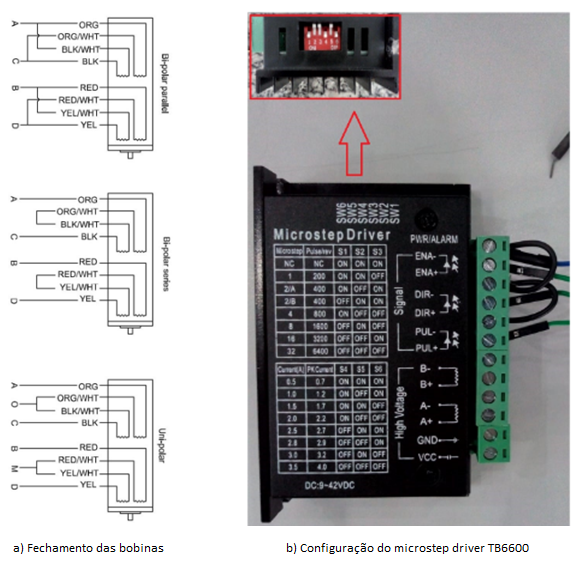 A
ORG
ORG/WHT
BLK/WHT
C
BLK
B
RED
RED/WHT
YEL/WHT
D
YEL
Bi-polar parallel
A
ORG
ORG/WHT
BLK/WHT
C
BLK
B
RED
RED/WHT
YEL/WHT
D
YEL
Bi-polar series
A
ORG
O
ORG/WHT
BLK/WHT
C
BLK
B
RED
M
RED/WHT
YEL/WHT
D
YEL
Uni-polar
a) Fechamento das bobinas
SW6
SW5
SW4
SW3
SW2
SW1
Microstep Driver
Microstep Pulse/rev S1 S2 S3
NC NC ON ON ON
1 200 ON ON OFF
2/A 400 ON OFF ON
2/B 400 OFF ON ON
4 800 ON OFF OFF
8 1600 OFF ON OFF
16 3200 OFF OFF ON
32 6400 OFF OFF OFF
Current(A) PK Current S4 S5 S6
0.5 0.7 ON ON ON
1.0 1.2 ON OFF ON
1.5 1.7 ON ON OFF
2.0 2.2 ON OFF OFF
2.5 2.7 OFF ON ON
2.8 2.9 OFF OFF ON
3.0 3.2 OFF ON OFF
3.5 4.0 OFF OFF OFF
DC:9~42VDC
PWR/ALARM
Signal
ENA-
ENA+
DIR-
DIR+
PUL-
PUL+
High Voltage
B-
B+
A-
A+
GND
VCC
b) Configuração do microstep driver TB6600